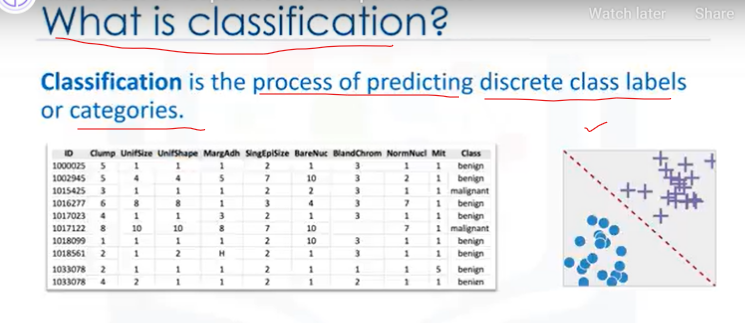 Watch later Share
What is classification?
Classification is the process of predicting discrete class labels
or categories.
ID Clump UnifSize UnifShape MargAdh SingEpiSize BareNuc BlandChrom NormNucl Mit Class
1000025 5 1 1 1 2 1 3 1 1 benign
1002945 5 4 4 5 7 10 3 2 1 benign
1015425 3 1 1 1 2 2 3 1 1 malignant
1016277 6 8 8 1 3 4 3 7 1 benign
1017023 4 1 1 3 2 1 3 1 1 benign
1017122 8 10 10 8 7 10 7 1 malignant
1018099 1 1 1 1 2 10 3 1 1 benign
1018561 2 1 2 H 2 1 3 1 1 benign
1033078 2 1 1 1 2 1 1 1 5 benign
1033078 4 2 1 1 2 1 2 1 1 benien